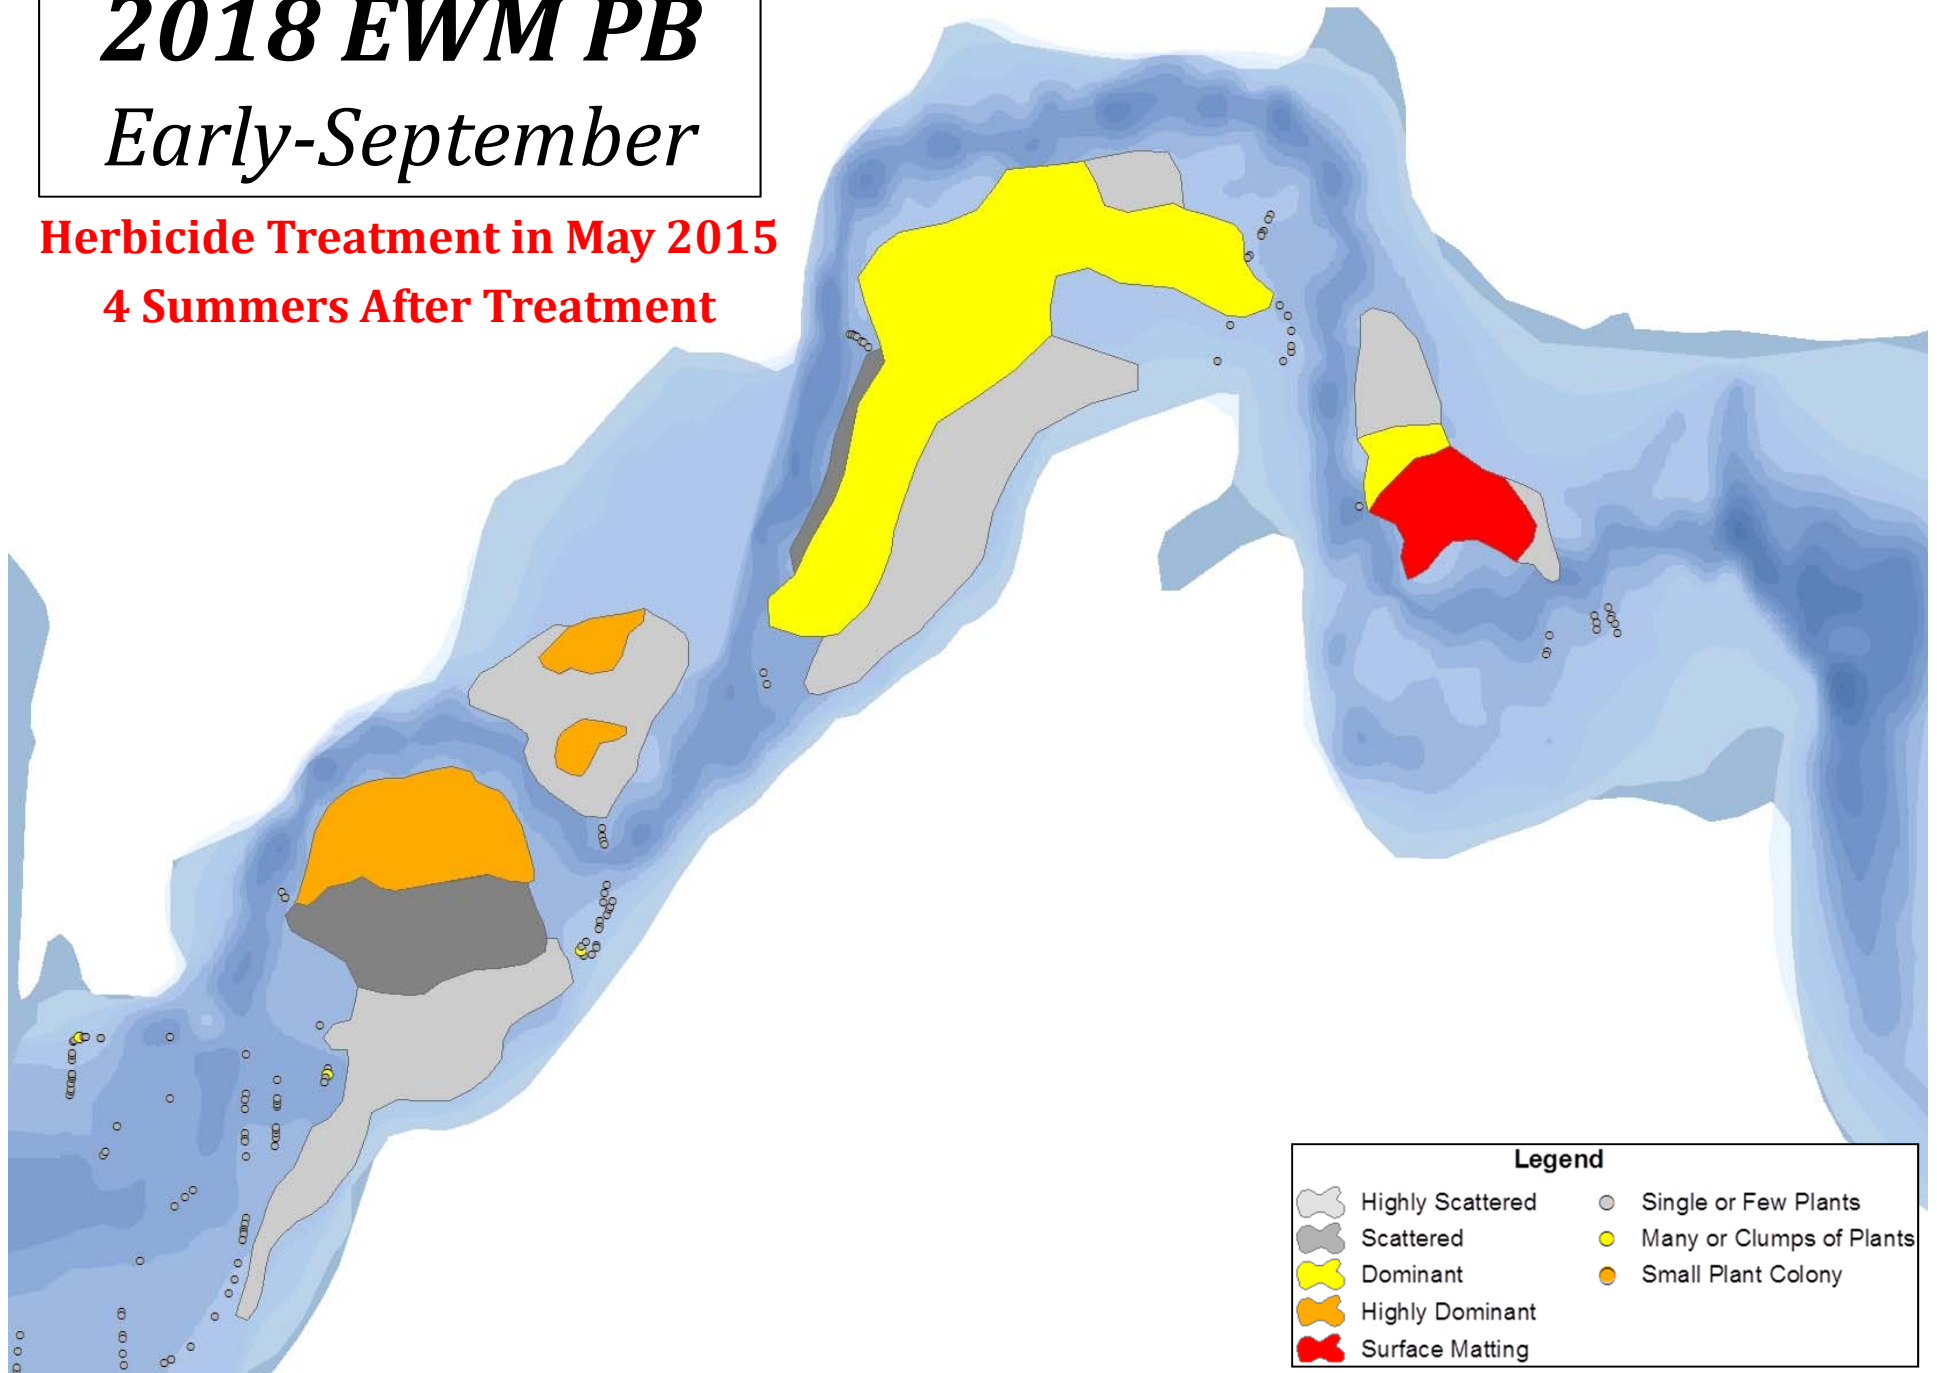 2018 EWM PB
Early-September
Herbicide Treatment in May 2015
4 Summers After Treatment
Legend
Highly Scattered
Scattered
Dominant
Highly Dominant
Surface Matting
Single or Few Plants
Many or Clumps of Plants
Small Plant Colony